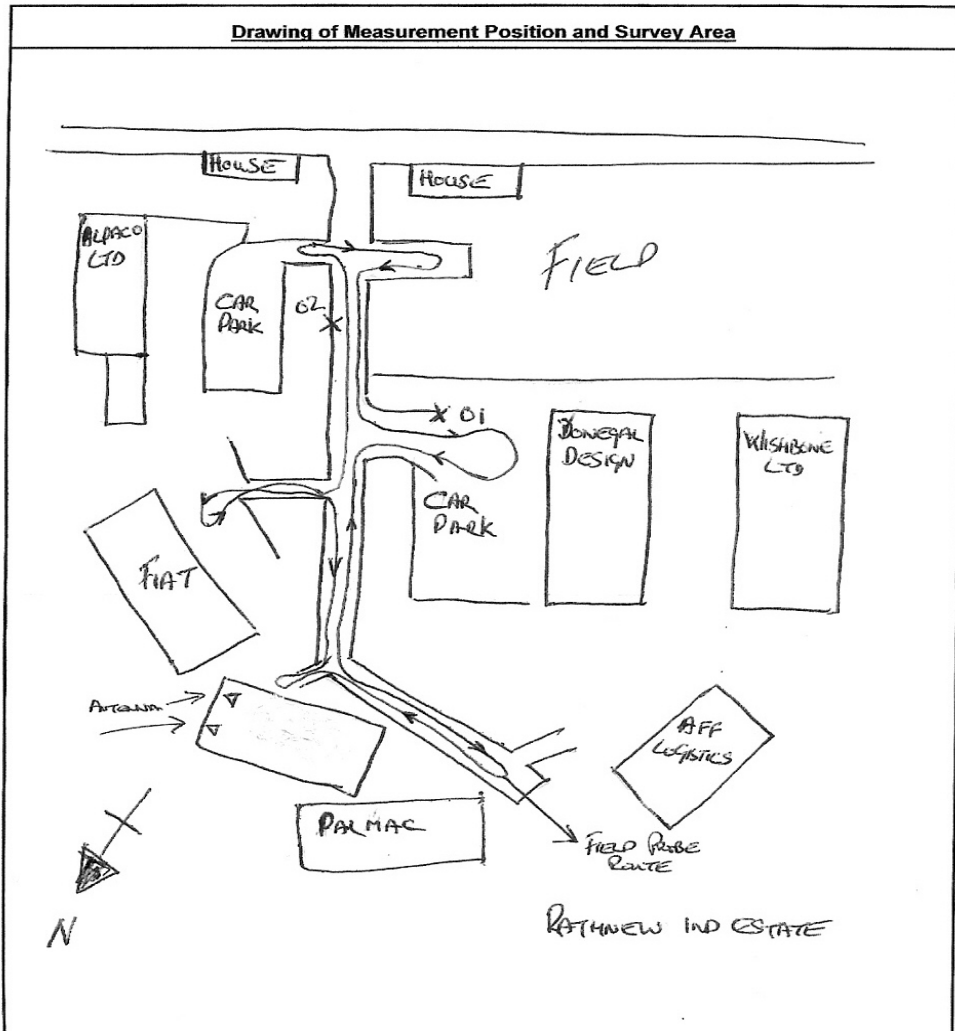 Drawing of Measurement Position and Survey Area
HOUSE
HOUSE
ALPACO
LTD
FIELD
CAR
PARK
02
01
DONEGAL
DESIGN
WISHBONE
LTD
CAR
PARK
FIAT
ANTENNA
AFF
LOGISTICS
PALMAC
FIELD PROBE
ROUTE
N
RATHNEW IND ESTATE